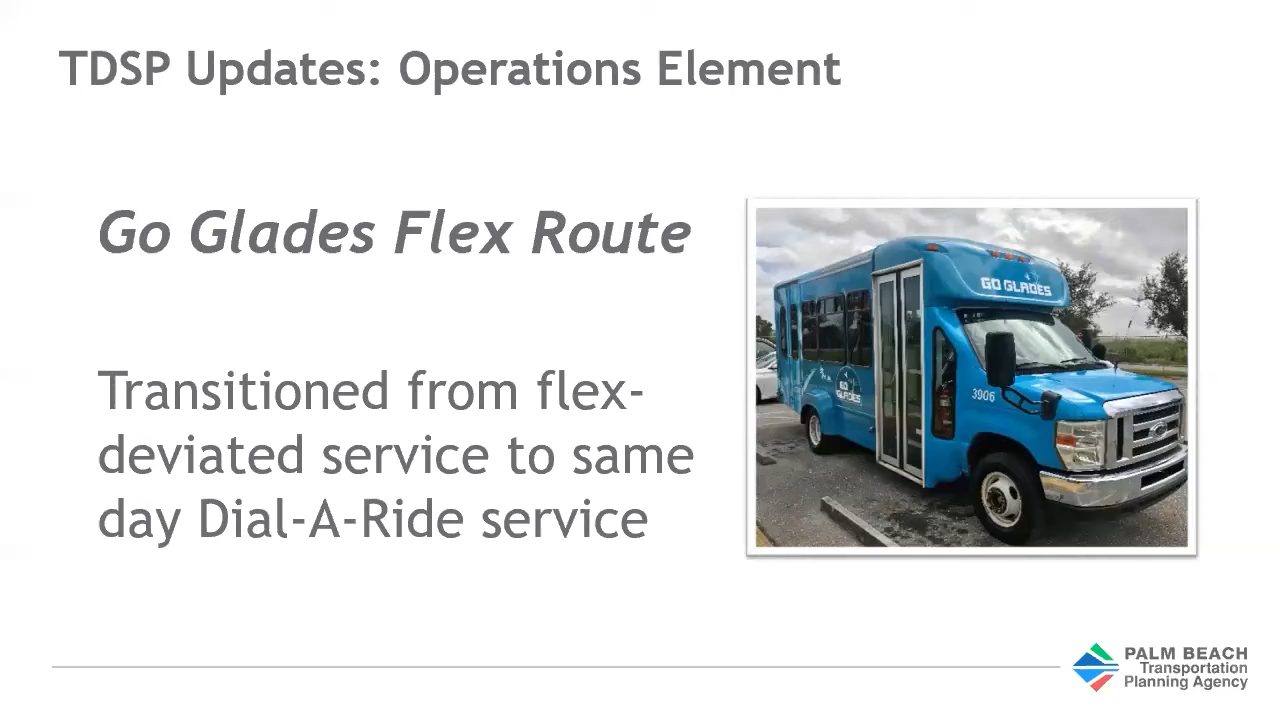 TDSP Updates: Operations Element
Go Glades Flex Route
Transitioned from flex-
deviated service to same
day Dial-A-Ride service
GO GLADES
GO
GLADES
3906
Ford
PALM BEACH
Transportation
Planning Agency